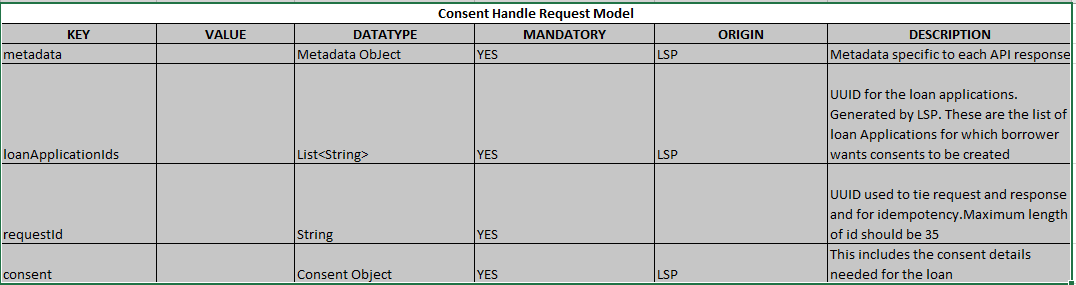 Consent Handle Request Model
KEY VALUE DATATYPE MANDATORY ORIGIN DESCRIPTION
metadata Metadata ObJect YES LSP Metadata specific to each API response
UUID for the loan applications.
Generated by LSP. These are the list of
loan Applications for which borrower
loanApplicationIds List<String> YES LSP wants consents to be created
UUID used to tie request and response
and for idempotency.Maximum length
requestId String YES of id should be 35
This includes the consent details
consent Consent Object YES LSP needed for the loan